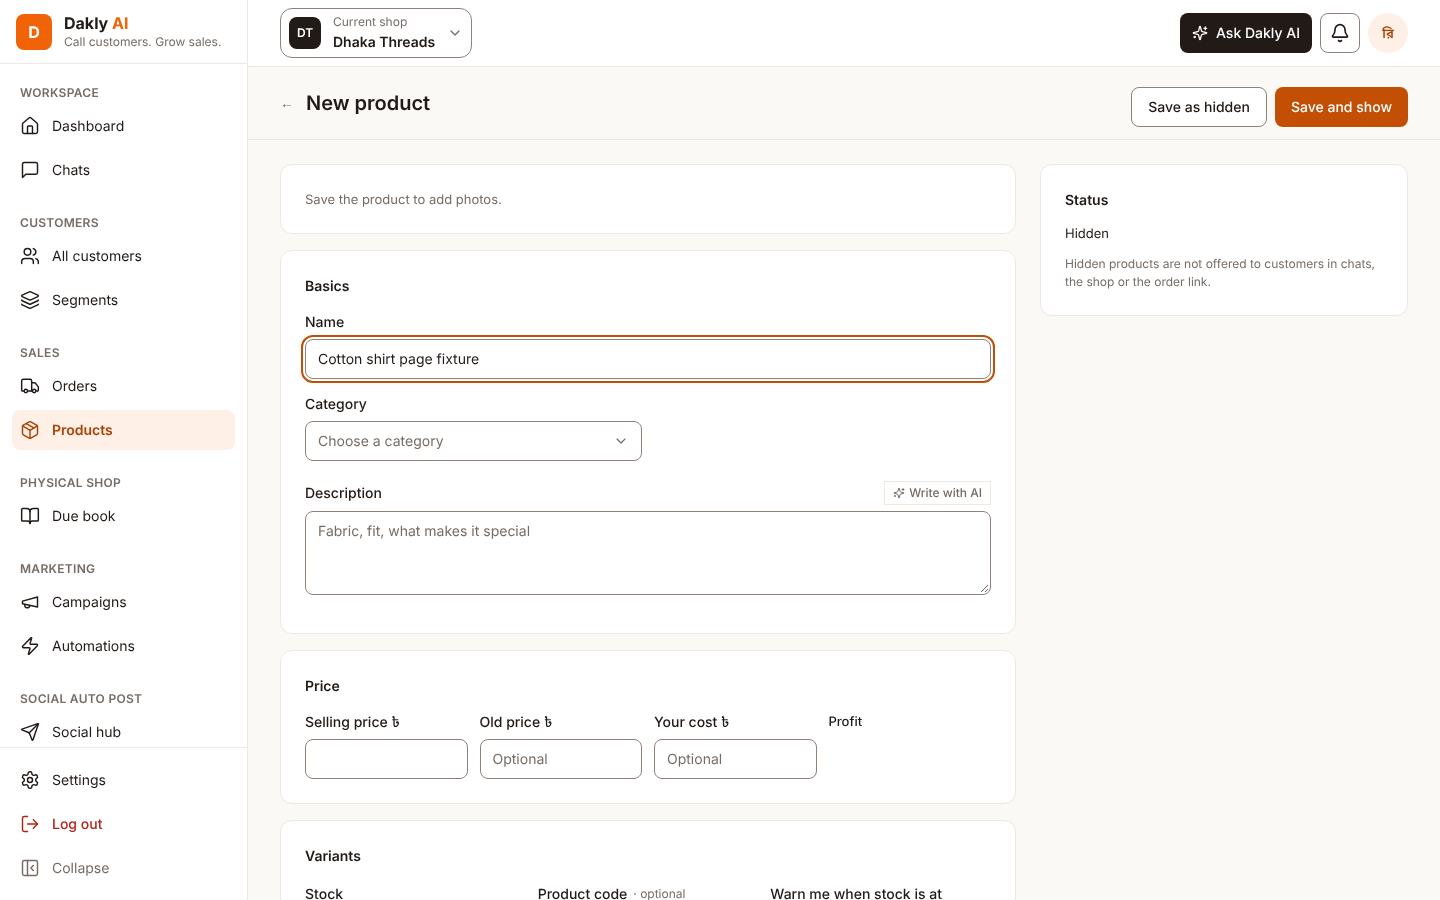 D
Dakly AI
Call customers. Grow sales.
DT
Current shop
Dhaka Threads
Ask Dakly AI
রি
WORKSPACE
Dashboard
Chats
CUSTOMERS
All customers
Segments
SALES
Orders
Products
PHYSICAL SHOP
Due book
MARKETING
Campaigns
Automations
SOCIAL AUTO POST
Social hub
Settings
Log out
Collapse
← New product
Save as hidden
Save and show
Save the product to add photos.
Basics
Name
Cotton shirt page fixture
Category
Choose a category
Description
Write with AI
Fabric, fit, what makes it special
Price
Selling price ৳
Old price ৳
Your cost ৳
Profit
Optional
Optional
Variants
Stock
Product code · optional
Warn me when stock is at
Status
Hidden
Hidden products are not offered to customers in chats,
the shop or the order link.